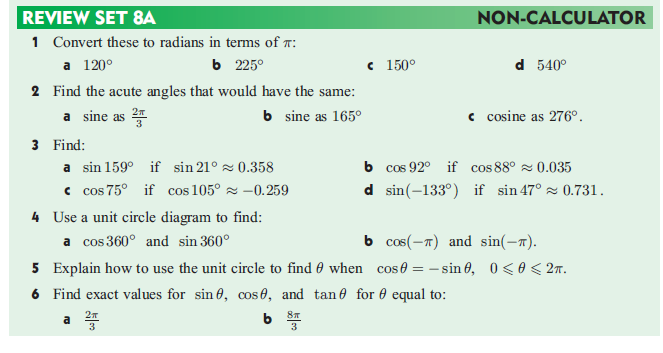 REVIEW SET 8A NON-CALCULATOR
1 Convert these to radians in terms of π:
a 120° b 225° c 150° d 540°
2 Find the acute angles that would have the same:
a sine as 2π/3 b sine as 165° c cosine as 276°.
3 Find:
a sin 159° if sin 21° ≈ 0.358 b cos 92° if cos 88° ≈ 0.035
c cos 75° if cos 105° ≈ −0.259 d sin(−133°) if sin 47° ≈ 0.731.
4 Use a unit circle diagram to find:
a cos 360° and sin 360° b cos(−π) and sin(−π).
5 Explain how to use the unit circle to find θ when cos θ = − sin θ, 0 ⩽ θ ⩽ 2π.
6 Find exact values for sin θ, cos θ, and tan θ for θ equal to:
a 2π/3 b 8π/3